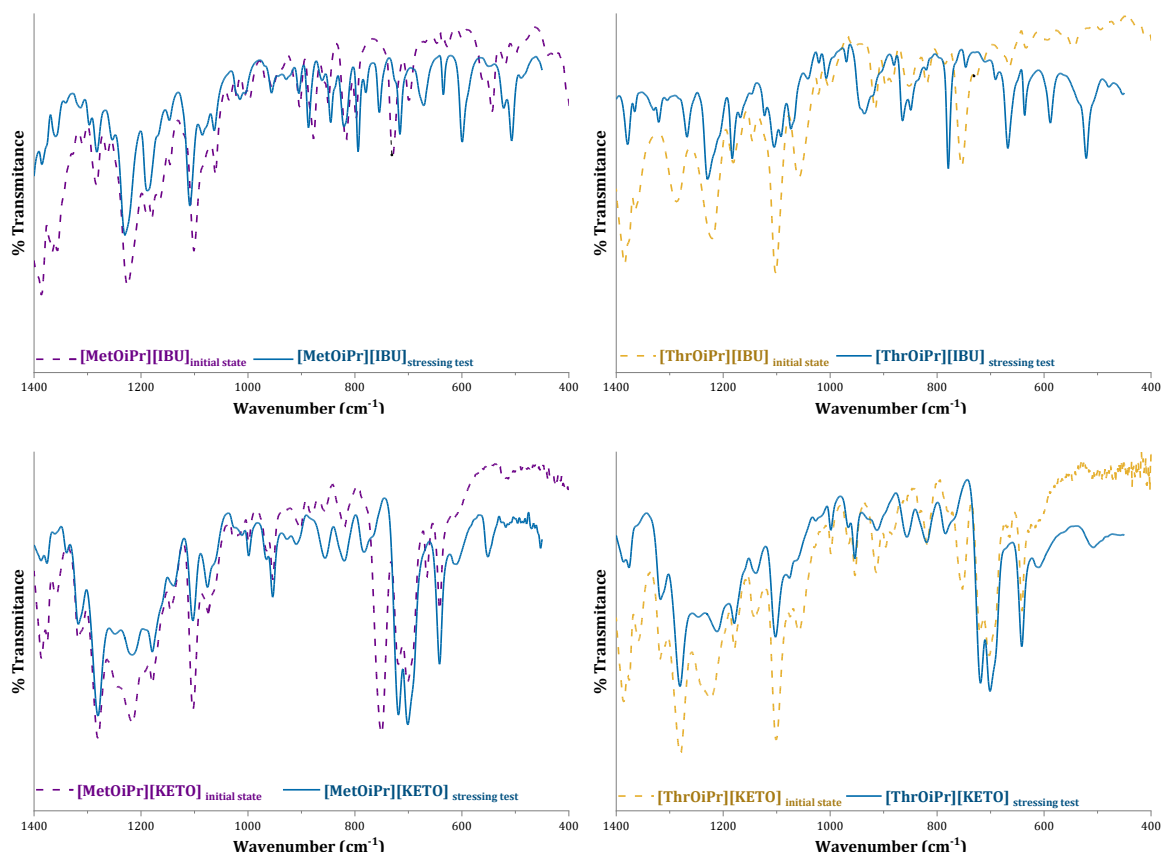 % Transmitance
[MetOiPr][IBU]initial state [MetOiPr][IBU]stressing test
1400 1200 1000 800 600 400
Wavenumber (cm-1)
% Transmitance
[ThrOiPr][IBU] initial state [ThrOiPr][IBU] stressing test
1400 1200 1000 800 600 400
Wavenumber (cm-1)
% Transmitance
[MetOiPr][KETO] initial state [MetOiPr][KETO] stressing test
1400 1200 1000 800 600 400
Wavenumber (cm-1)
% Transmitance
[ThrOiPr][KETO] initial state [ThrOiPr][KETO] stressing test
1400 1200 1000 800 600 400
Wavenumber (cm-1)